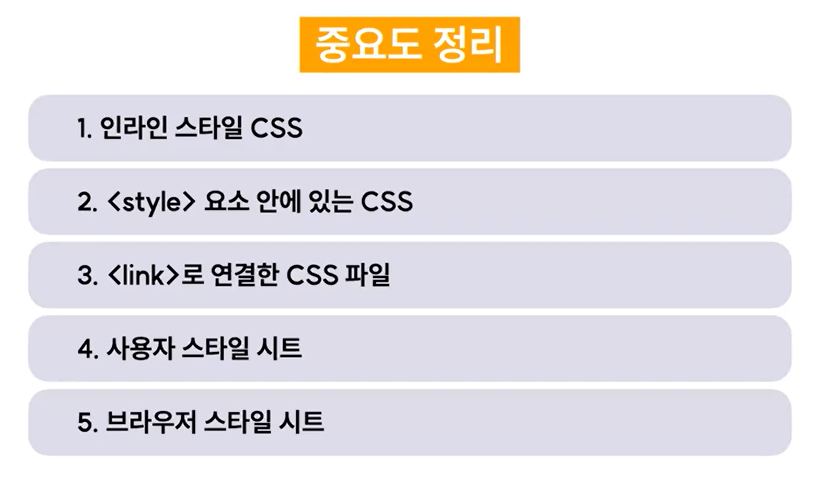 중요도 정리
1. 인라인 스타일 CSS
2. <style> 요소 안에 있는 CSS
3. <link>로 연결한 CSS 파일
4. 사용자 스타일 시트
5. 브라우저 스타일 시트